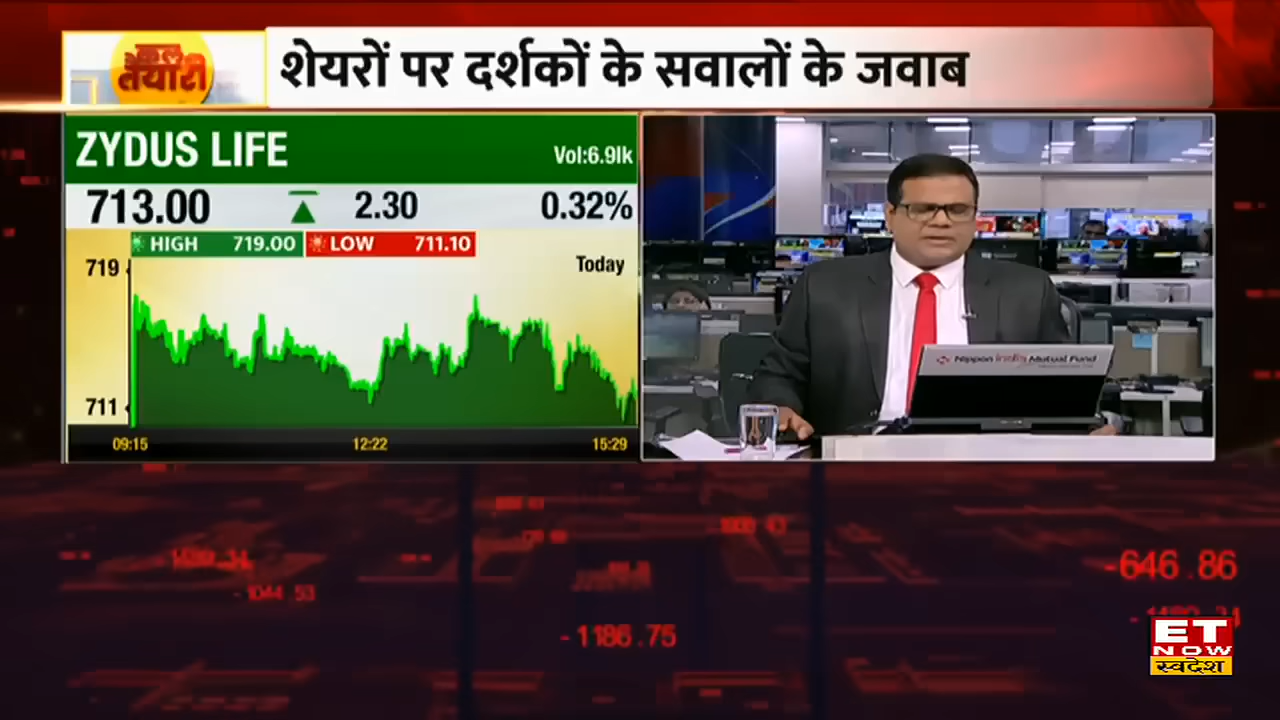 कल की
तैयारी
शेयरों पर दर्शकों के सवालों के जवाब
ZYDUS LIFE
Vol:6.9lk
713.00 2.30 0.32%
HIGH 719.00 LOW 711.10
719
Today
711
09:15 12:22 15:29
Nippon India Mutual Fund
-646.86
- 1044.53
- 1186.75
ET
NOW
स्वदेश